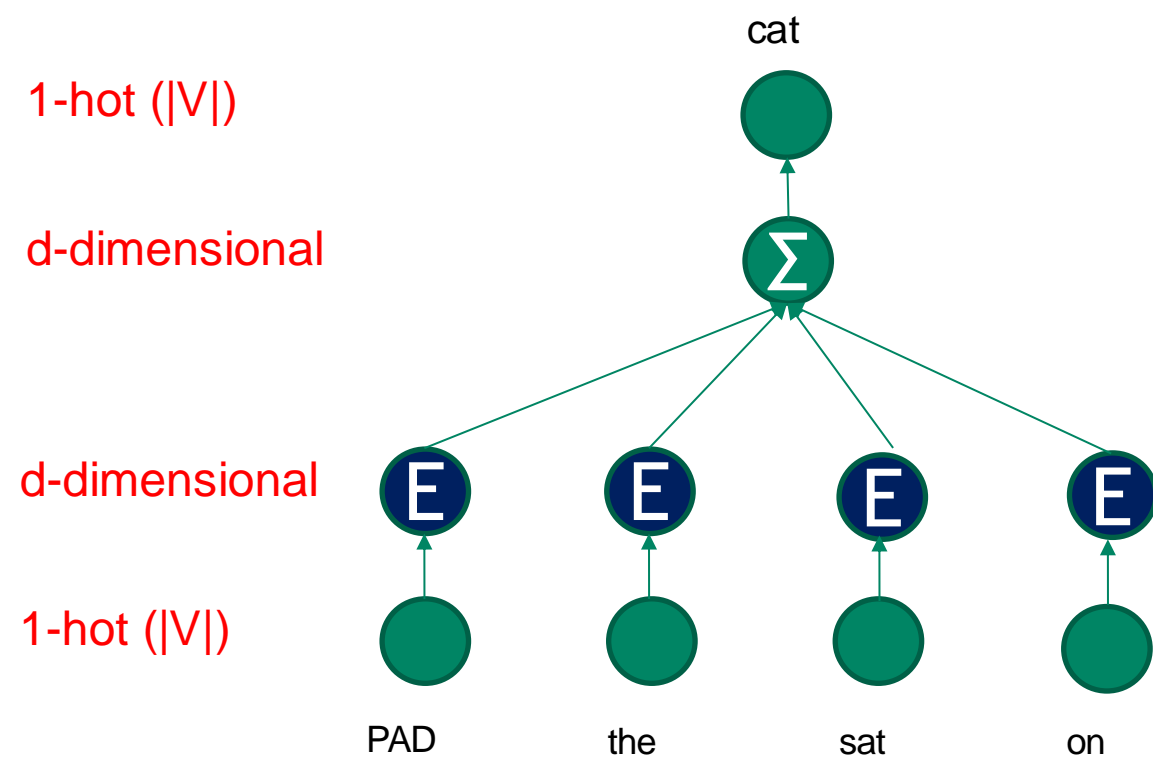 cat
1-hot (|V|)
d-dimensional
Σ
d-dimensional
E E E E
1-hot (|V|)
PAD the sat on